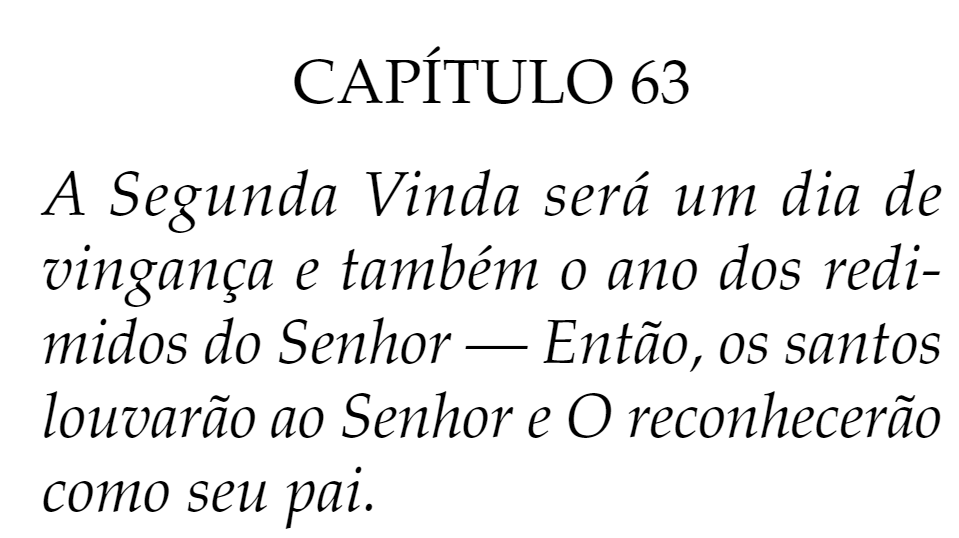 CAPÍTULO 63
A Segunda Vinda será um dia de
vingança e também o ano dos redi-
midos do Senhor — Então, os santos
louvarão ao Senhor e O reconhecerão
como seu pai.